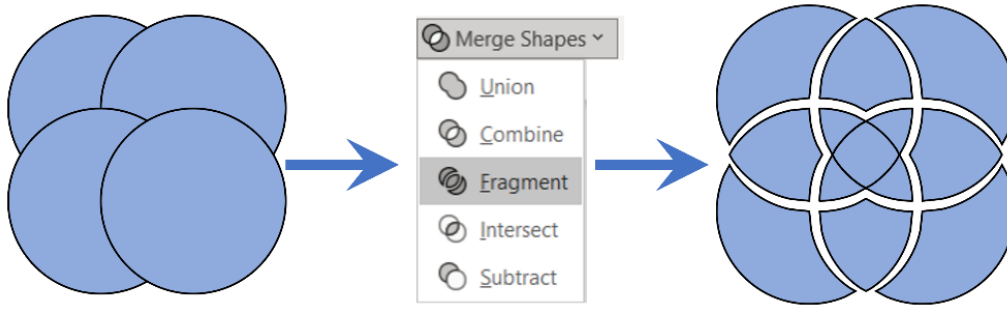 Merge Shapes
Union
Combine
Fragment
Intersect
Subtract